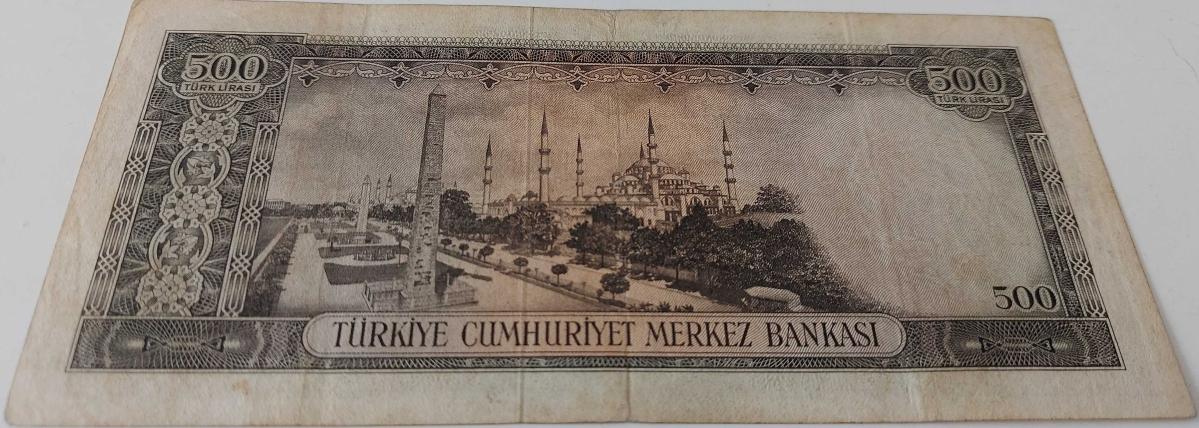 500
TÜRK LİRASI
500
TÜRK LİRASI
500
TÜRKİYE CUMHURİYET MERKEZ BANKASI